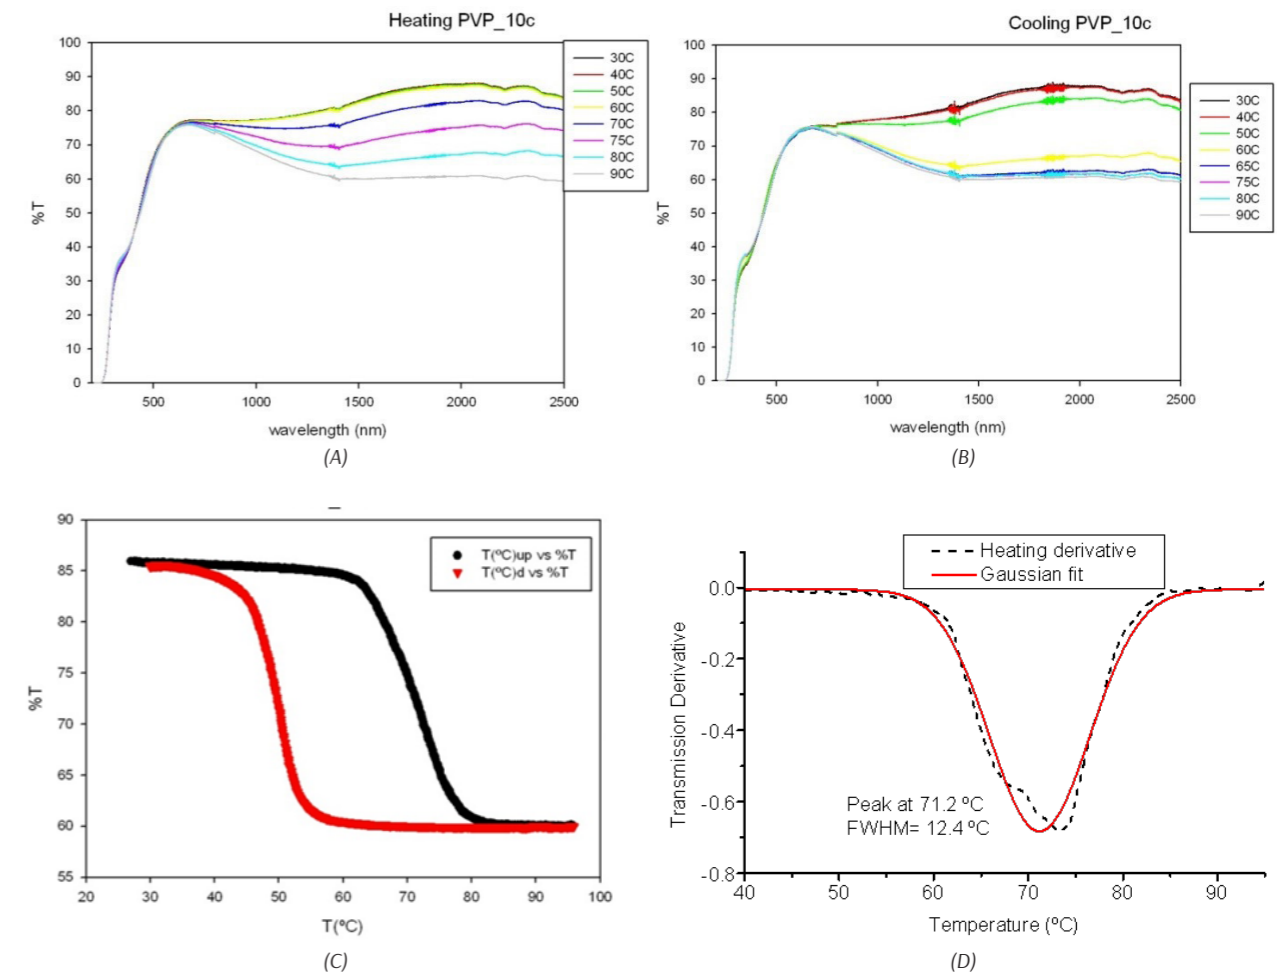 Heating PVP_10c
100
90
80
70
60
50
40
30
20
10
0
%T
500
1000
1500
2000
2500
wavelength (nm)
30C
40C
50C
60C
70C
75C
80C
90C
(A)
Cooling PVP_10c
100
90
80
70
60
50
40
30
20
10
0
%T
500
1000
1500
2000
2500
wavelength (nm)
30C
40C
50C
60C
65C
75C
80C
90C
(B)
90
85
80
75
70
65
60
55
%T
T(ºC)up vs %T
T(ºC)d vs %T
20
30
40
50
60
70
80
90
100
T(ºC)
(C)
Heating derivative
Gaussian fit
0.0
-0.2
-0.4
-0.6
-0.8
Transmission Derivative
Peak at 71.2 ºC
FWHM= 12.4 ºC
40
50
60
70
80
90
Temperature (ºC)
(D)